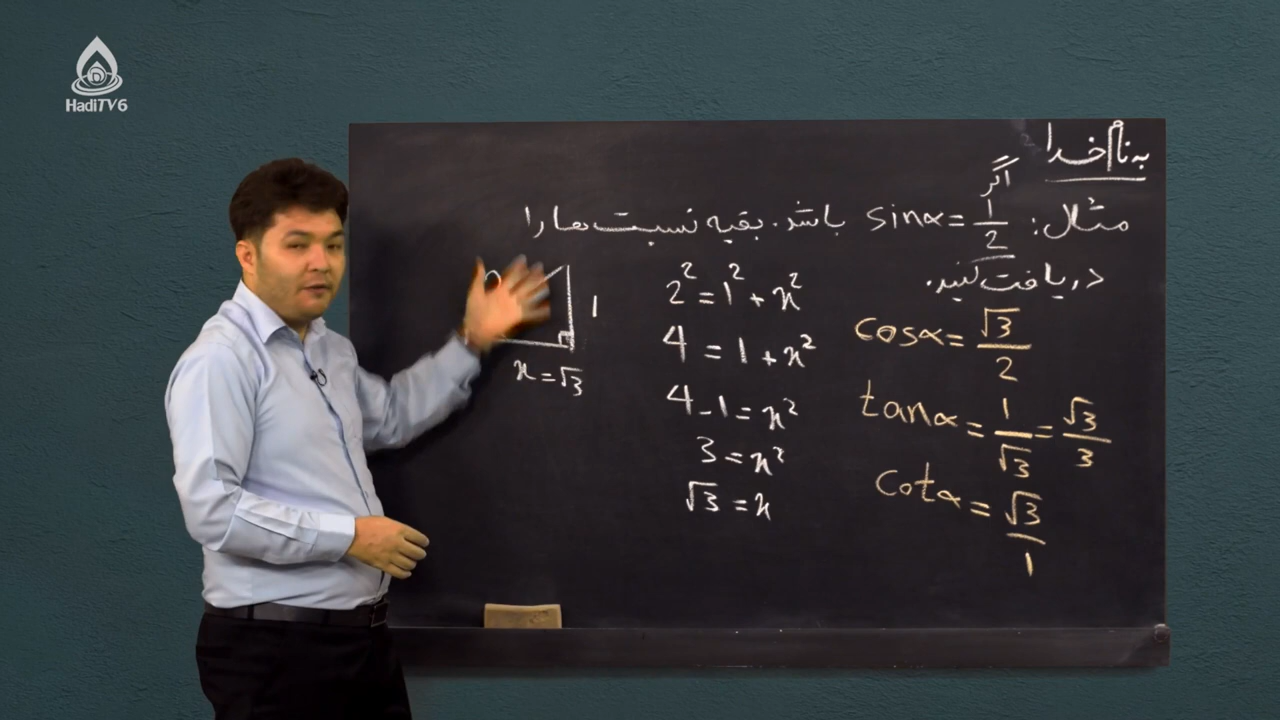 HadiTV6
به نام خدا
مثال: اگر sinα = 1/2 باشد. بقیه نسبت ها را
دریافت کنید.
1
x = √3
2² = 1² + x²
4 = 1 + x²
4 - 1 = x²
3 = x²
√3 = x
cosα = √3/2
tanα = 1/√3 = √3/3
cotα = √3/1